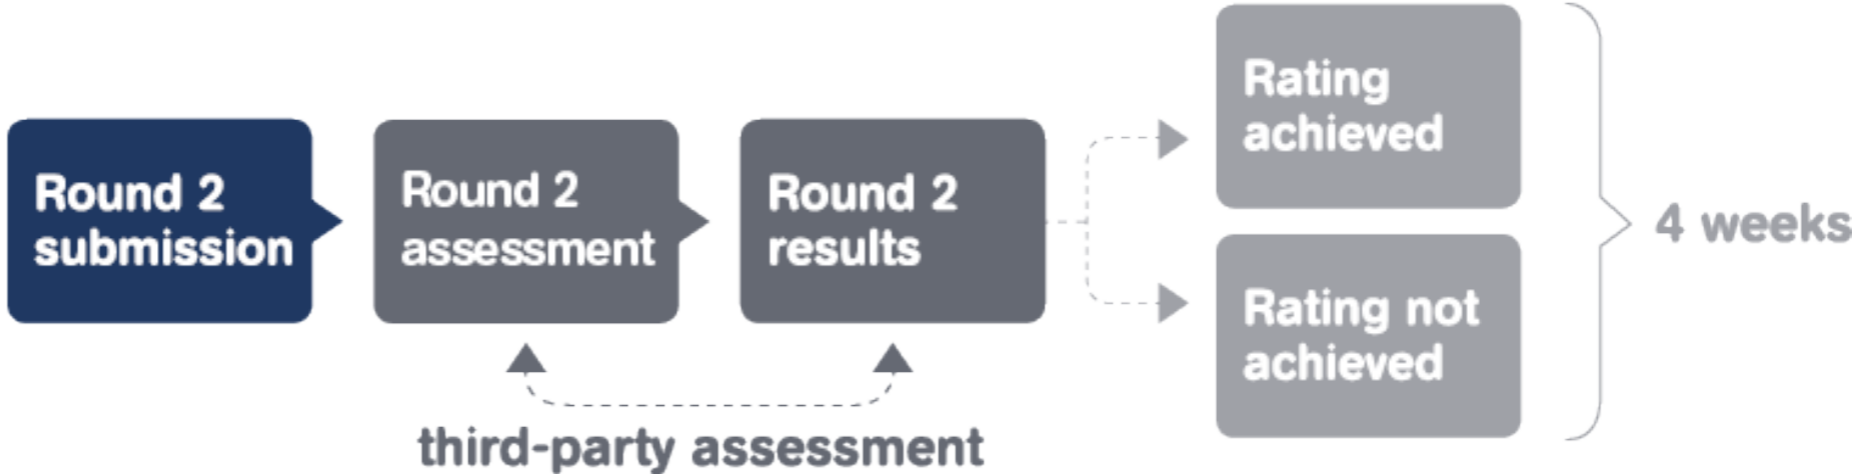 Round 2
submission
Round 2
assessment
Round 2
results
Rating
achieved
Rating not
achieved
4 weeks
third-party assessment